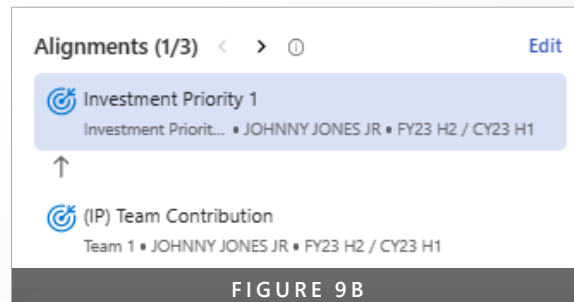 Alignments (1/3) < > Edit
Investment Priority 1
Investment Priorit... • JOHNNY JONES JR • FY23 H2 / CY23 H1
(IP) Team Contribution
Team 1 • JOHNNY JONES JR • FY23 H2 / CY23 H1
FIGURE 9B